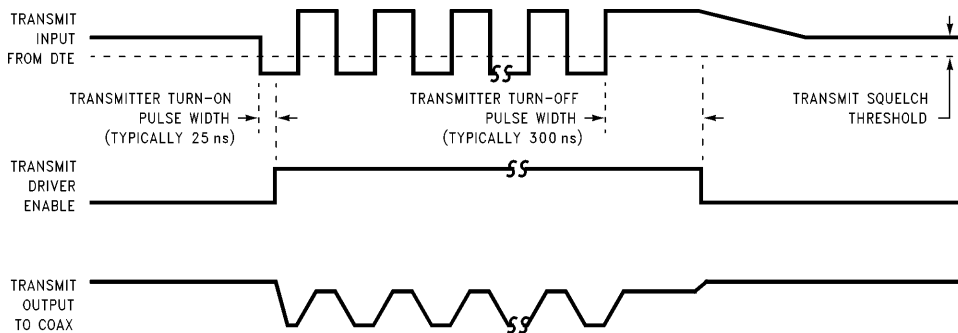 TRANSMIT
INPUT
FROM DTE
TRANSMITTER TURN-ON
PULSE WIDTH
(TYPICALLY 25 ns)
TRANSMITTER TURN-OFF
PULSE WIDTH
(TYPICALLY 300 ns)
TRANSMIT SQUELCH
THRESHOLD
TRANSMIT
DRIVER
ENABLE
TRANSMIT
OUTPUT
TO COAX